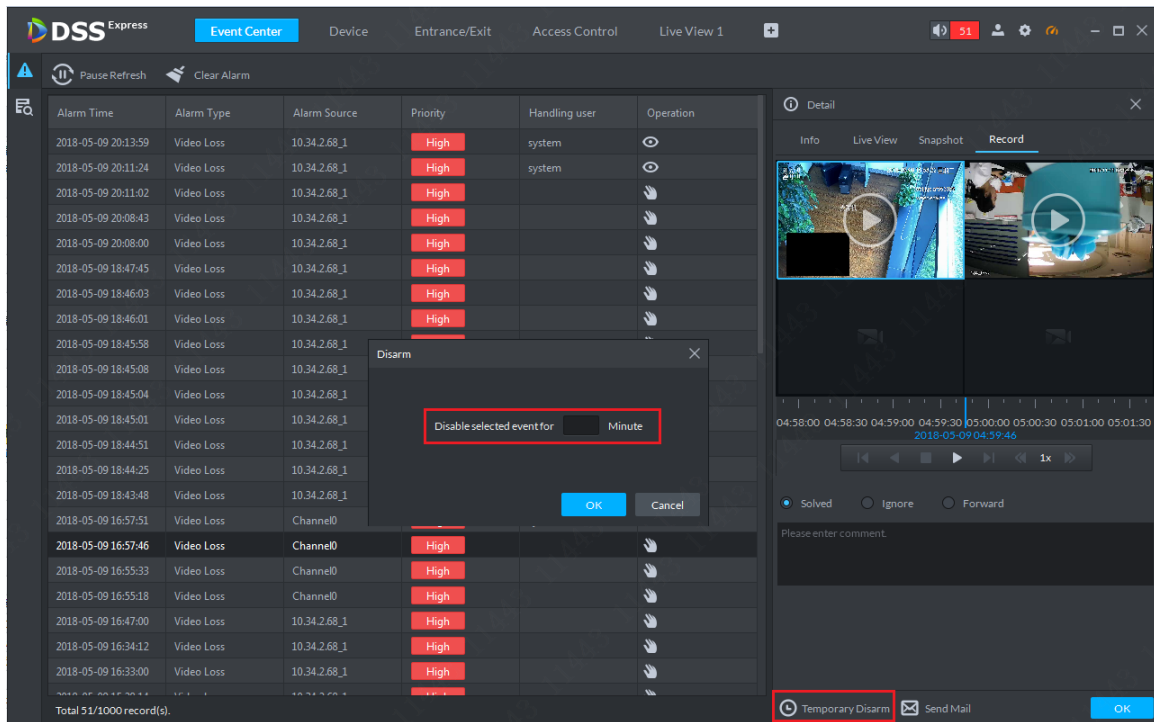 DSS Express Event Center Device Entrance/Exit Access Control Live View 1 51
Pause Refresh Clear Alarm
Alarm Time Alarm Type Alarm Source Priority Handling user Operation
2018-05-09 20:13:59 Video Loss 10.34.2.68_1 High system
2018-05-09 20:11:24 Video Loss 10.34.2.68_1 High system
2018-05-09 20:11:02 Video Loss 10.34.2.68_1 High
2018-05-09 20:08:43 Video Loss 10.34.2.68_1 High
2018-05-09 20:08:00 Video Loss 10.34.2.68_1 High
2018-05-09 18:47:45 Video Loss 10.34.2.68_1 High
2018-05-09 18:46:03 Video Loss 10.34.2.68_1 High
2018-05-09 18:46:01 Video Loss 10.34.2.68_1 High
2018-05-09 18:45:58 Video Loss 10.34.2.68_1
2018-05-09 18:45:08 Video Loss 10.34.2.68_1
2018-05-09 18:45:04 Video Loss 10.34.2.68_1
2018-05-09 18:45:01 Video Loss 10.34.2.68_1
2018-05-09 18:44:51 Video Loss 10.34.2.68_1
2018-05-09 18:44:25 Video Loss 10.34.2.68_1
2018-05-09 18:43:48 Video Loss 10.34.2.68_1
2018-05-09 16:57:51 Video Loss Channel0
2018-05-09 16:57:46 Video Loss Channel0 High
2018-05-09 16:55:33 Video Loss Channel0 High
2018-05-09 16:55:18 Video Loss Channel0 High
2018-05-09 16:47:00 Video Loss 10.34.2.68_1 High
2018-05-09 16:34:12 Video Loss 10.34.2.68_1 High
2018-05-09 16:33:00 Video Loss 10.34.2.68_1 High
Total 51/1000 record(s).
Disarm
Disable selected event for Minute
OK Cancel
Detail
Info Live View Snapshot Record
04:58:00 04:58:30 04:59:00 04:59:30 05:00:00 05:00:30 05:01:00 05:01:30
2018-05-09 04:59:46
1x
Solved Ignore Forward
Please enter comment.
Temporary Disarm Send Mail OK